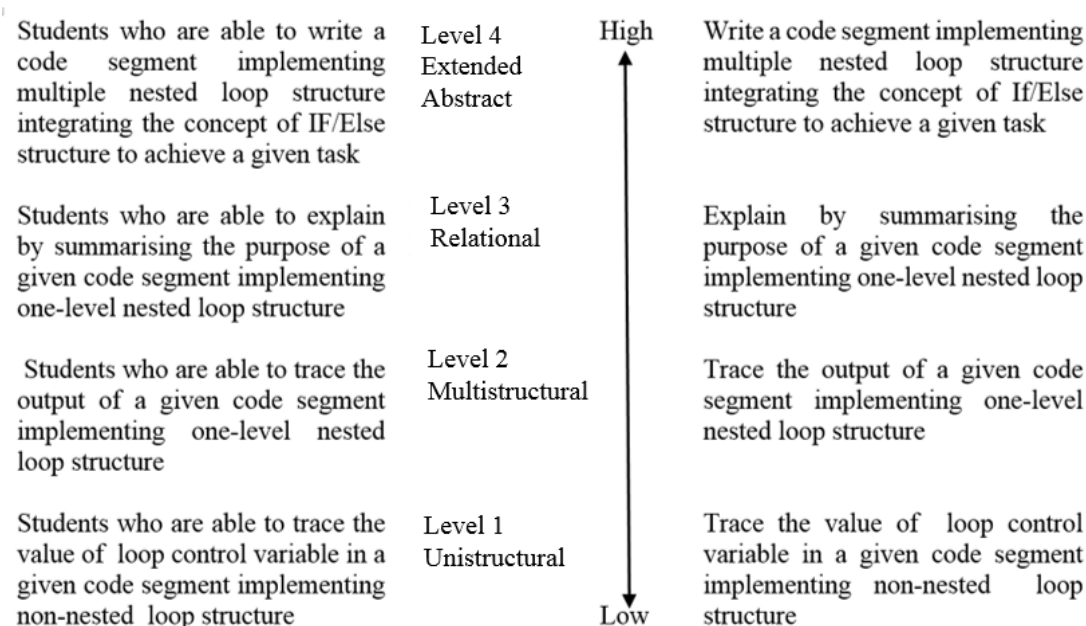 Students who are able to write a
code segment implementing
multiple nested loop structure
integrating the concept of IF/Else
structure to achieve a given task
Level 4
Extended
Abstract
High
Write a code segment implementing
multiple nested loop structure
integrating the concept of If/Else
structure to achieve a given task
Students who are able to explain
by summarising the purpose of a
given code segment implementing
one-level nested loop structure
Level 3
Relational
Explain by summarising the
purpose of a given code segment
implementing one-level nested loop
structure
Students who are able to trace the
output of a given code segment
implementing one-level nested
loop structure
Level 2
Multistructural
Trace the output of a given code
segment implementing one-level
nested loop structure
Students who are able to trace the
value of loop control variable in a
given code segment implementing
non-nested loop structure
Level 1
Unistructural
Low
Trace the value of loop control
variable in a given code segment
implementing non-nested loop
structure